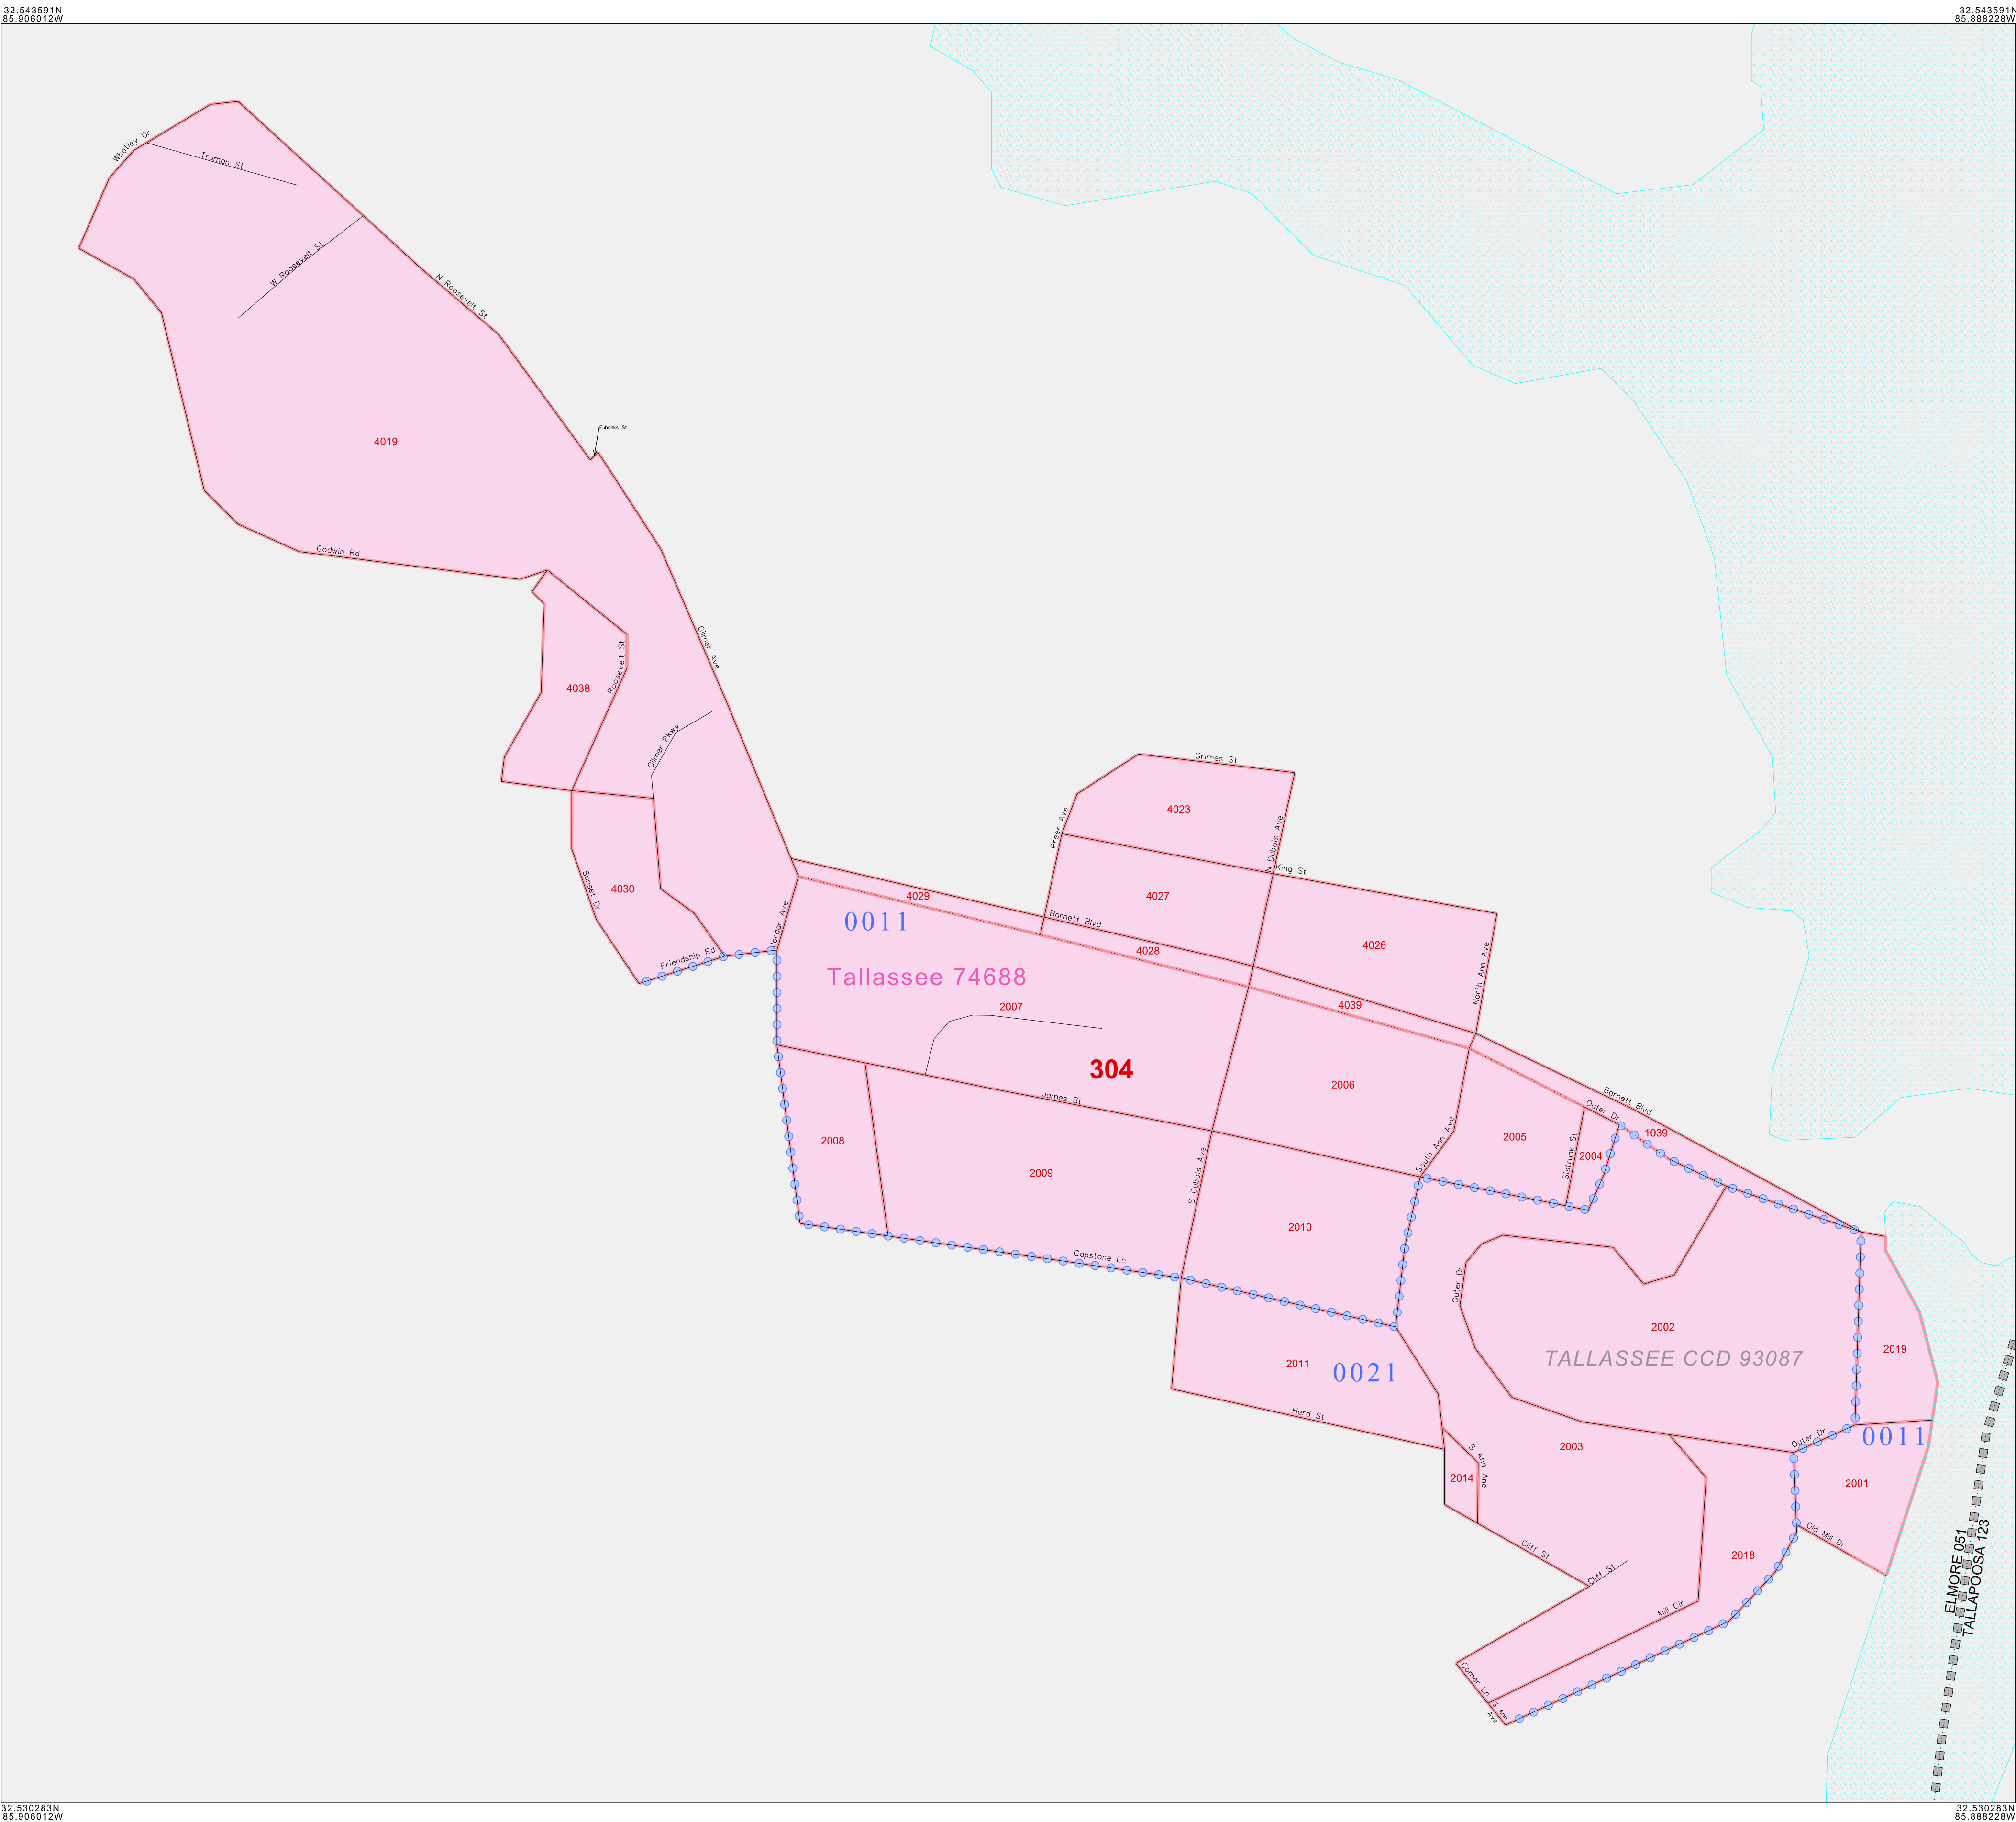 32.543591N
85.906012W
32.543591N
85.888228W
Whatley Dr
Truman St
W Roosevelt St
N Roosevelt St
Eubanks St
4019
Godwin Rd
Gilmer Ave
Roosevelt St
4038
Gilmer Pkwy
Grimes St
4023
Preer Ave
N Dubois Ave
King St
Sunset Dr
4030
4029
4027
0011
Barnett Blvd
Jordan Ave
4028
4026
Friendship Rd
North Ann Ave
Tallassee 74688
2007
4039
304
2006
James St
Barnett Blvd
Outer Dr
1039
2008
2005
2004
Sistrunk St
South Ann Ave
2009
S Dubois Ave
2010
Capstone Ln
Outer Dr
2002
2019
TALLASSEE CCD 93087
2011
0021
Herd St
Outer Dr
0011
2003
S Ann Ane
2014
2001
Old Mill Dr
Cliff St
2018
Cliff St
ELMORE 051
TALLAPOOSA 123
Mill Cir
Comer Ln
S Ann
Ave
32.530283N
85.906012W
32.530283N
85.888228W